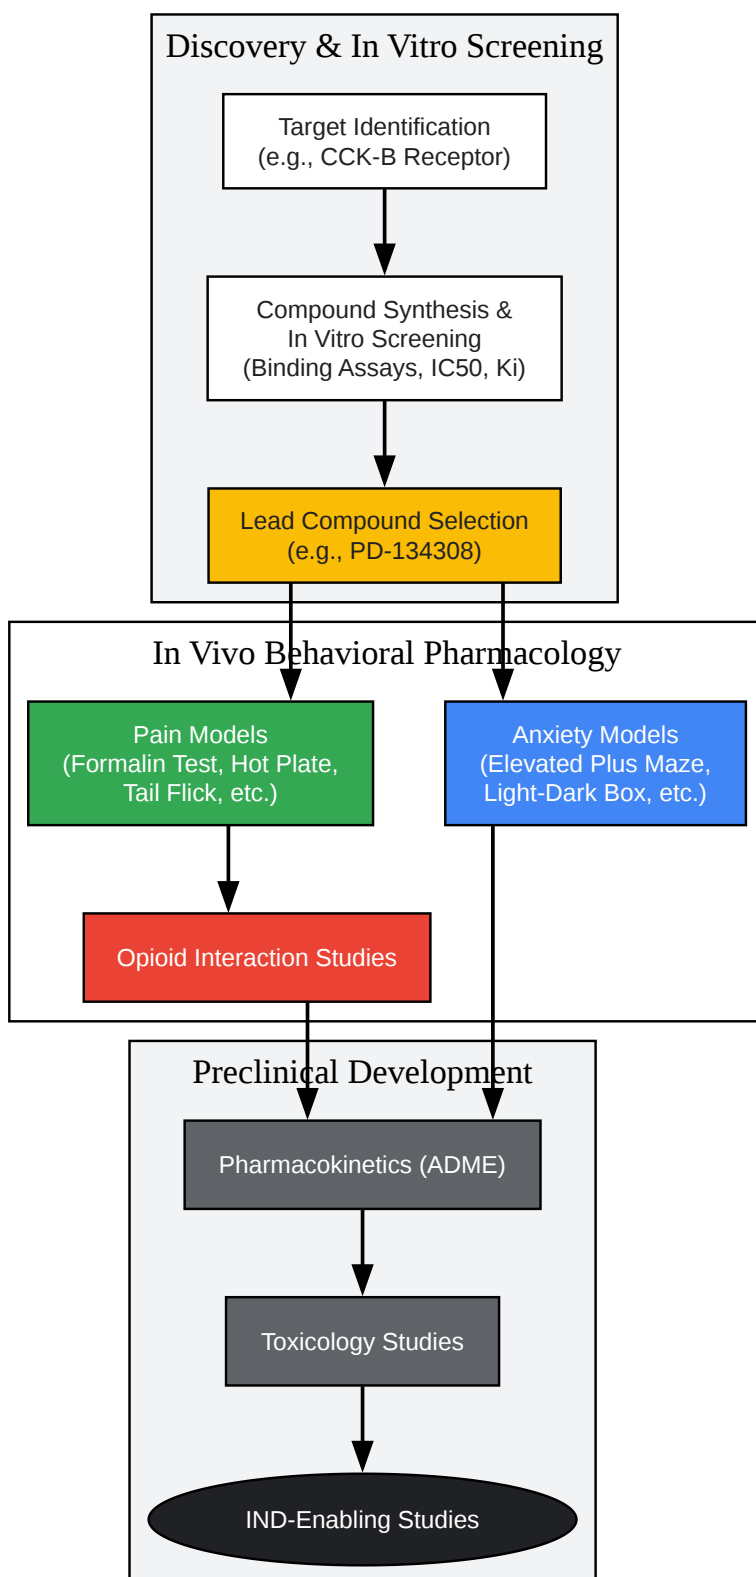 Discovery & In Vitro Screening
Target Identification
(e.g., CCK-B Receptor)
Compound Synthesis &
In Vitro Screening
(Binding Assays, IC50, Ki)
Lead Compound Selection
(e.g., PD-134308)
In Vivo Behavioral Pharmacology
Pain Models
(Formalin Test, Hot Plate,
Tail Flick, etc.)
Anxiety Models
(Elevated Plus Maze,
Light-Dark Box, etc.)
Opioid Interaction Studies
Preclinical Development
Pharmacokinetics (ADME)
Toxicology Studies
IND-Enabling Studies